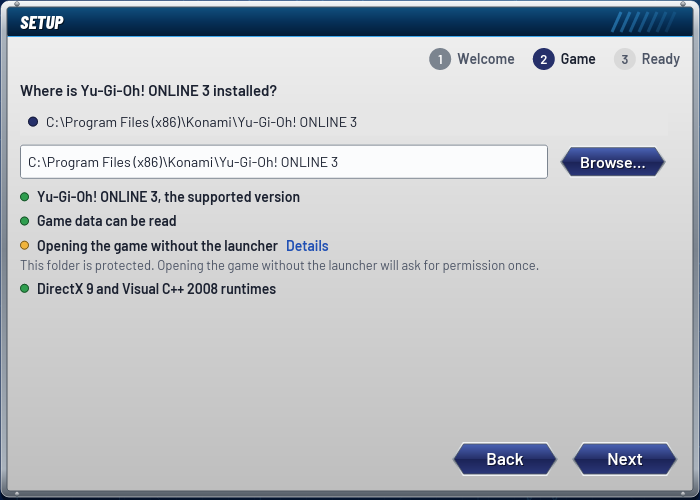 SETUP
1 Welcome 2 Game 3 Ready
Where is Yu-Gi-Oh! ONLINE 3 installed?
C:\Program Files (x86)\Konami\Yu-Gi-Oh! ONLINE 3
C:\Program Files (x86)\Konami\Yu-Gi-Oh! ONLINE 3
Browse...
Yu-Gi-Oh! ONLINE 3, the supported version
Game data can be read
Opening the game without the launcher Details
This folder is protected. Opening the game without the launcher will ask for permission once.
DirectX 9 and Visual C++ 2008 runtimes
Back Next